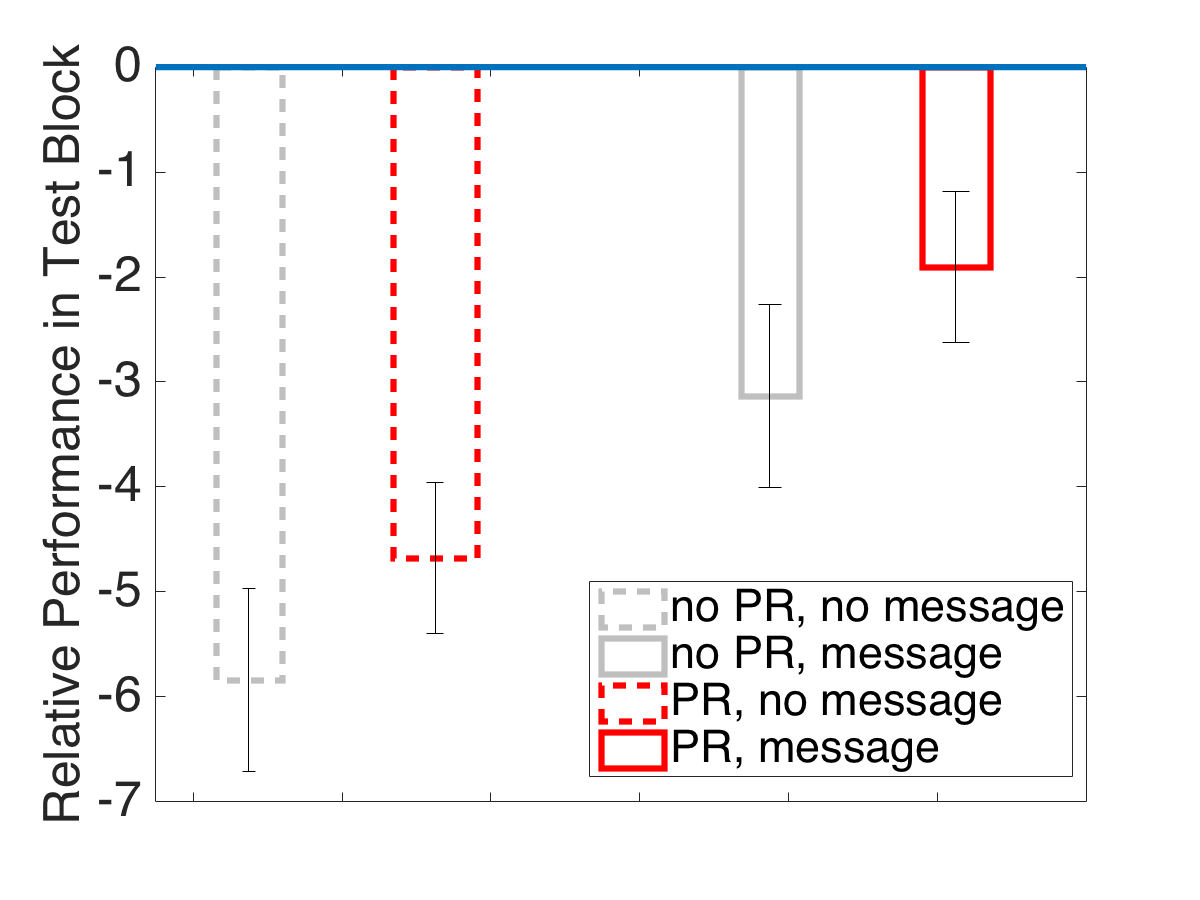 Relative Performance in Test Block
0
-1
-2
-3
-4
-5
-6
-7
no PR, no message
no PR, message
PR, no message
PR, message